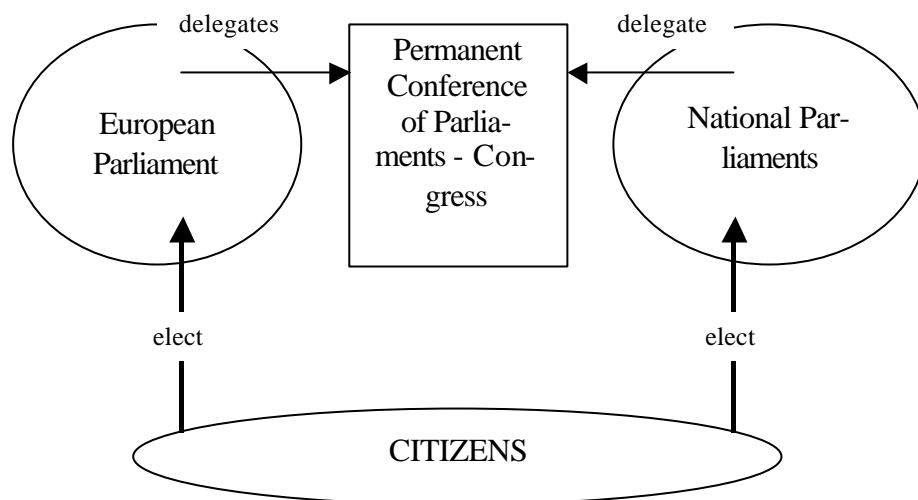 delegates
delegate
Permanent
Conference
of Parlia-
ments - Con-
gress
European
Parliament
National Par-
liaments
elect
elect
CITIZENS